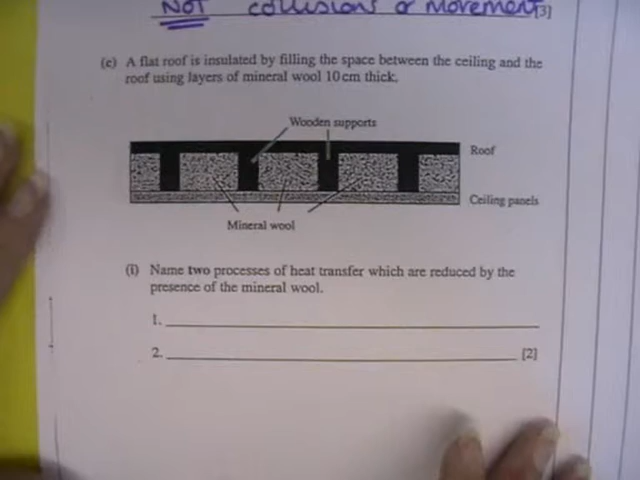 NOT collisions or movement [3]
(c) A flat roof is insulated by filling the space between the ceiling and the
roof using layers of mineral wool 10 cm thick.
Wooden supports
Roof
Ceiling panels
Mineral wool
(i) Name two processes of heat transfer which are reduced by the
presence of the mineral wool.
1.
2. [2]